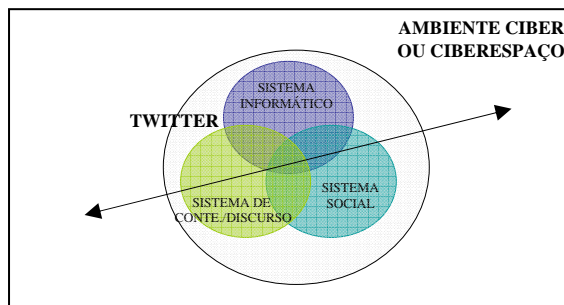 AMBIENTE CIBER
OU CIBERESPAÇO
SISTEMA
INFORMÁTICO
TWITTER
SISTEMA
SOCIAL
SISTEMA DE
CONTE./DISCURSO